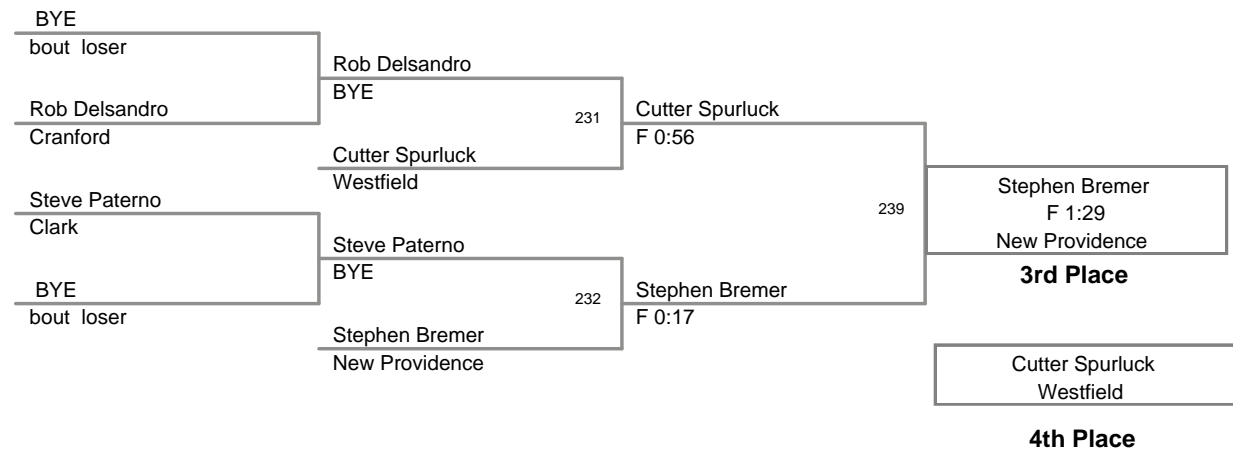 BYE
bout loser
Rob Delsandro
Cranford
Steve Paterno
Clark
BYE
bout loser
Rob Delsandro
BYE
231
Cutter Spurluck
Westfield
Steve Paterno
BYE
232
Stephen Bremer
New Providence
Cutter Spurluck
F 0:56
239
Stephen Bremer
F 0:17
Stephen Bremer
F 1:29
New Providence
3rd Place
Cutter Spurluck
Westfield
4th Place